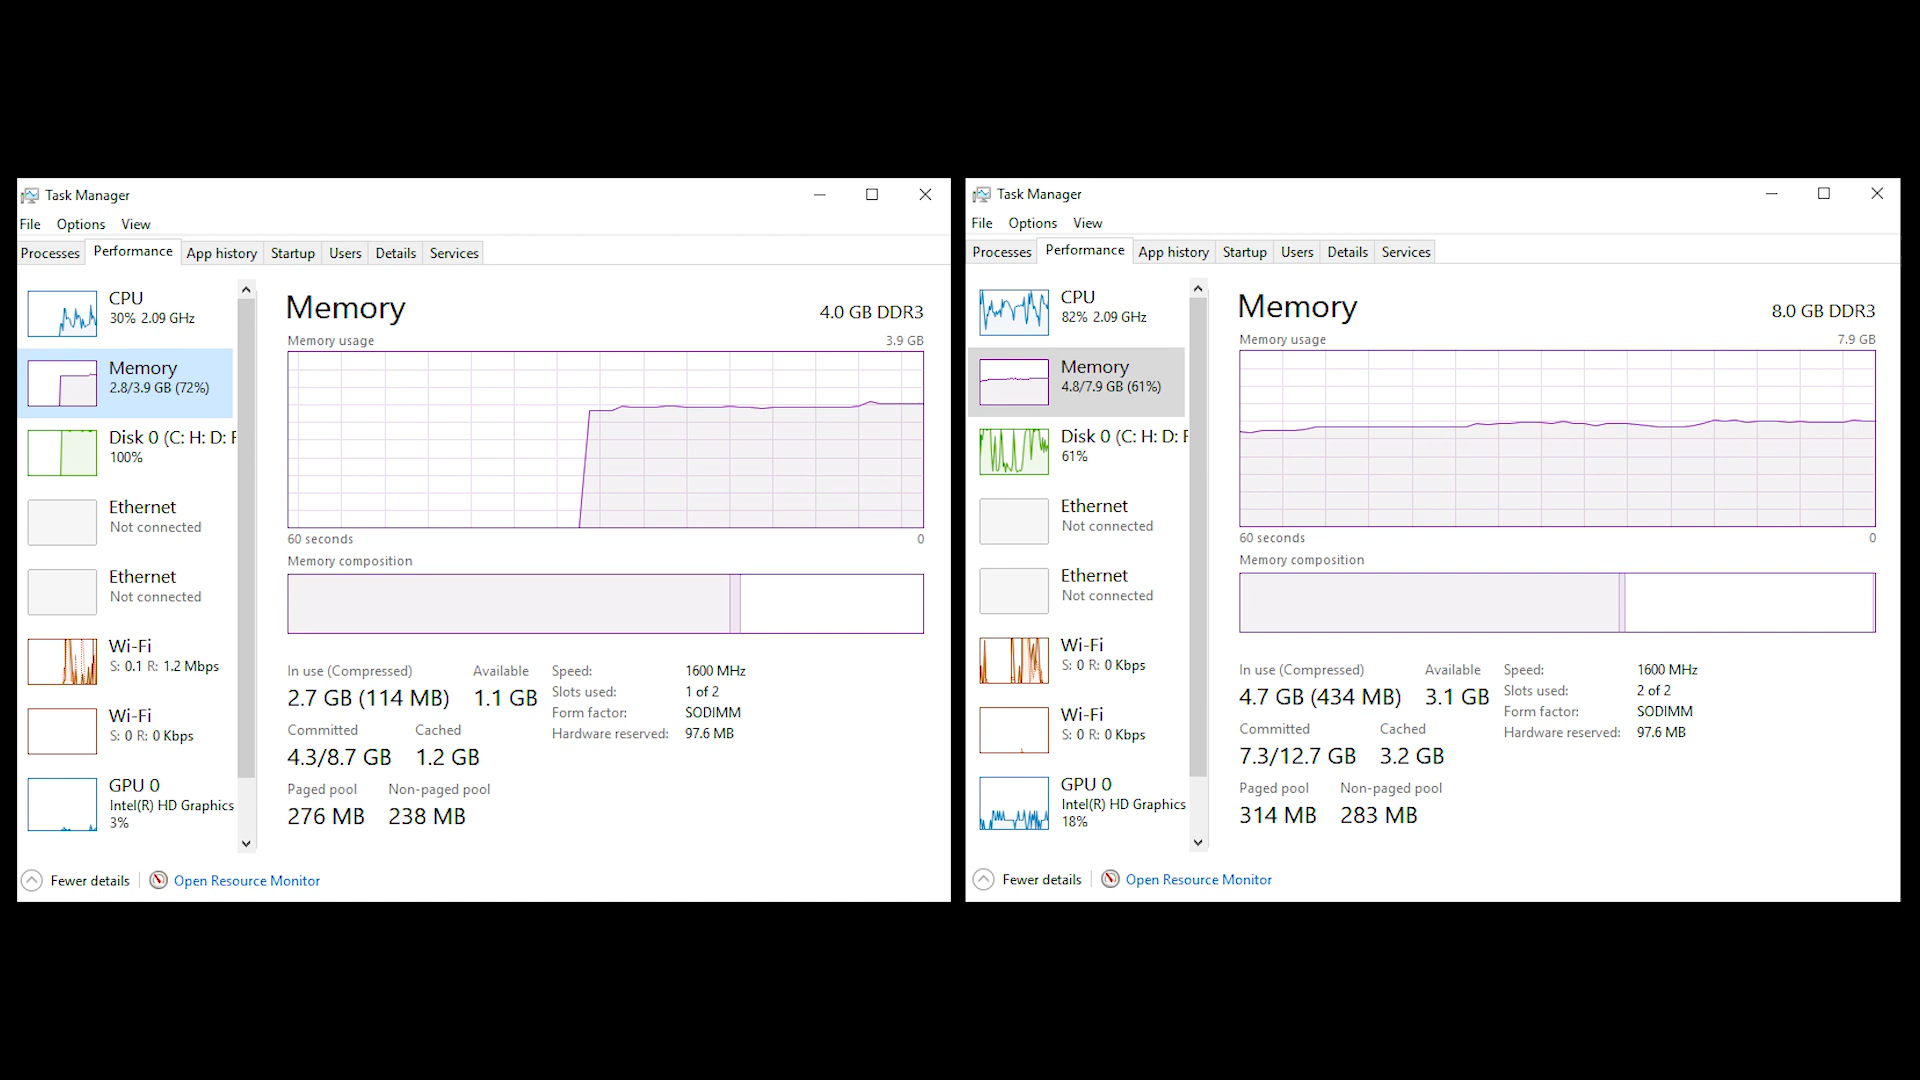 Task Manager
File Options View
Processes Performance App history Startup Users Details Services
CPU
30% 2.09 GHz
Memory
2.8/3.9 GB (72%)
Disk 0 (C: H: D: F
100%
Ethernet
Not connected
Ethernet
Not connected
Wi-Fi
S: 0.1 R: 1.2 Mbps
Wi-Fi
S: 0 R: 0 Kbps
GPU 0
Intel(R) HD Graphics
3%
Memory 4.0 GB DDR3
Memory usage 3.9 GB
60 seconds 0
Memory composition
In use (Compressed) Available
2.7 GB (114 MB) 1.1 GB
Committed Cached
4.3/8.7 GB 1.2 GB
Paged pool Non-paged pool
276 MB 238 MB
Speed: 1600 MHz
Slots used: 1 of 2
Form factor: SODIMM
Hardware reserved: 97.6 MB
Fewer details Open Resource Monitor
Task Manager
File Options View
Processes Performance App history Startup Users Details Services
CPU
82% 2.09 GHz
Memory
4.8/7.9 GB (61%)
Disk 0 (C: H: D: F
61%
Ethernet
Not connected
Ethernet
Not connected
Wi-Fi
S: 0 R: 0 Kbps
Wi-Fi
S: 0 R: 0 Kbps
GPU 0
Intel(R) HD Graphics
18%
Memory 8.0 GB DDR3
Memory usage 7.9 GB
60 seconds 0
Memory composition
In use (Compressed) Available
4.7 GB (434 MB) 3.1 GB
Committed Cached
7.3/12.7 GB 3.2 GB
Paged pool Non-paged pool
314 MB 283 MB
Speed: 1600 MHz
Slots used: 2 of 2
Form factor: SODIMM
Hardware reserved: 97.6 MB
Fewer details Open Resource Monitor